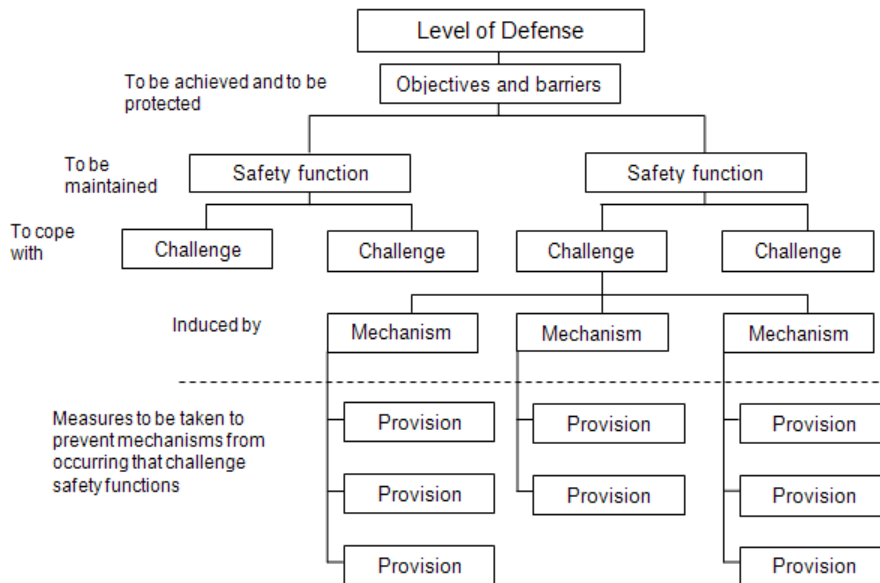 Level of Defense
To be achieved and to be
protected
Objectives and barriers
To be
maintained
Safety function
Safety function
To cope
with
Challenge
Challenge
Challenge
Challenge
Induced by
Mechanism
Mechanism
Mechanism
Measures to be taken to
prevent mechanisms from
occurring that challenge
safety functions
Provision
Provision
Provision
Provision
Provision
Provision
Provision
Provision